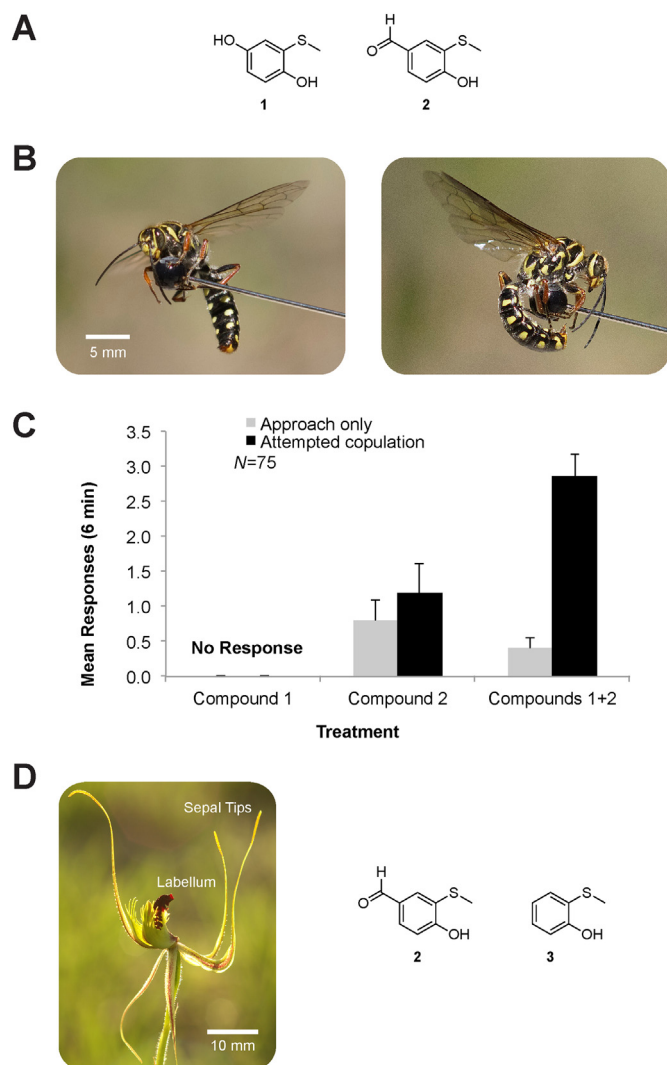 A
HO
S
OH
1
H
O
S
OH
2
B
5 mm
C
Approach only
Attempted copulation
N=75
3.5
3.0
2.5
2.0
1.5
1.0
0.5
0.0
Mean Responses (6 min)
No Response
Compound 1
Compound 2
Compounds 1+2
Treatment
D
Sepal Tips
Labellum
10 mm
H
O
S
OH
2
S
OH
3